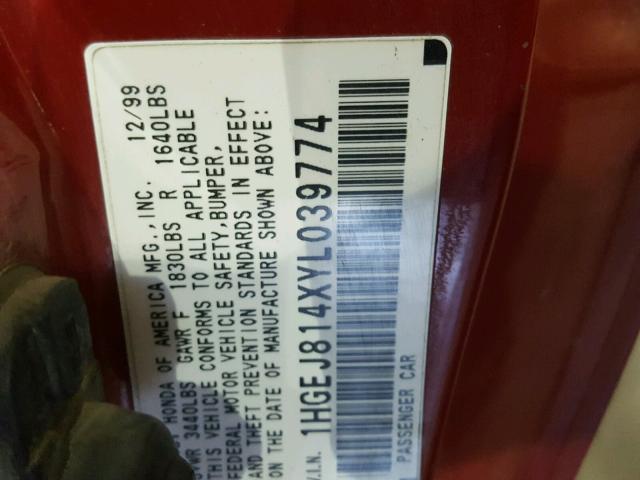 BY HONDA OF AMERICA MFG.,INC. 12/99
GVWR 3440LBS GAWR F 1830LBS R 1640LBS
THIS VEHICLE CONFORMS TO ALL APPLICABLE
FEDERAL MOTOR VEHICLE SAFETY,BUMPER,
AND THEFT PREVENTION STANDARDS IN EFFECT
ON THE DATE OF MANUFACTURE SHOWN ABOVE:
V.I.N. 1HGEJ814XYL039774
PASSENGER CAR